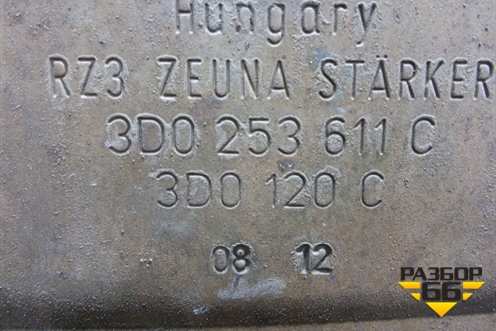 Hungary
RZ3 ZEUNA STÄRKER
3D0 253 611 C
3D0 120 C
08 12
РАЗБОР
66